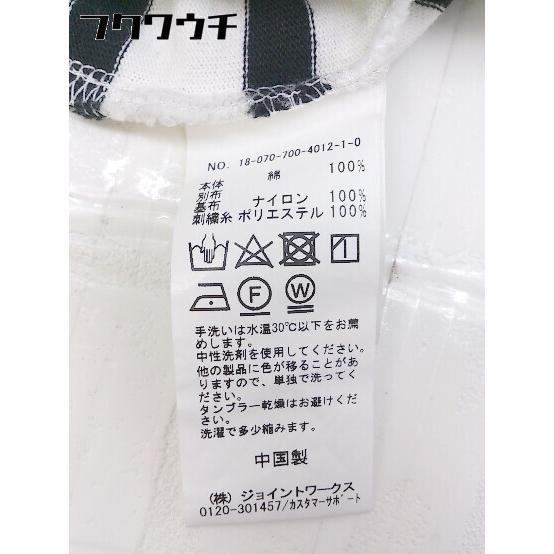 フクワウチ
NO. 18-070-700-4012-1-0
本体 綿 100%
別布
基布 ナイロン 100%
刺繍糸 ポリエステル 100%
F W
手洗いは水温30℃以下をお薦
めします。
中性洗剤を使用してください。
他の製品に色が移ることがあ
りますので、単独で洗ってく
ださい。
タンブラー乾燥はお避けくだ
さい。
洗濯で多少縮みます。
中国製
(株) ジョイントワークス
0120-301457/カスタマーサポート